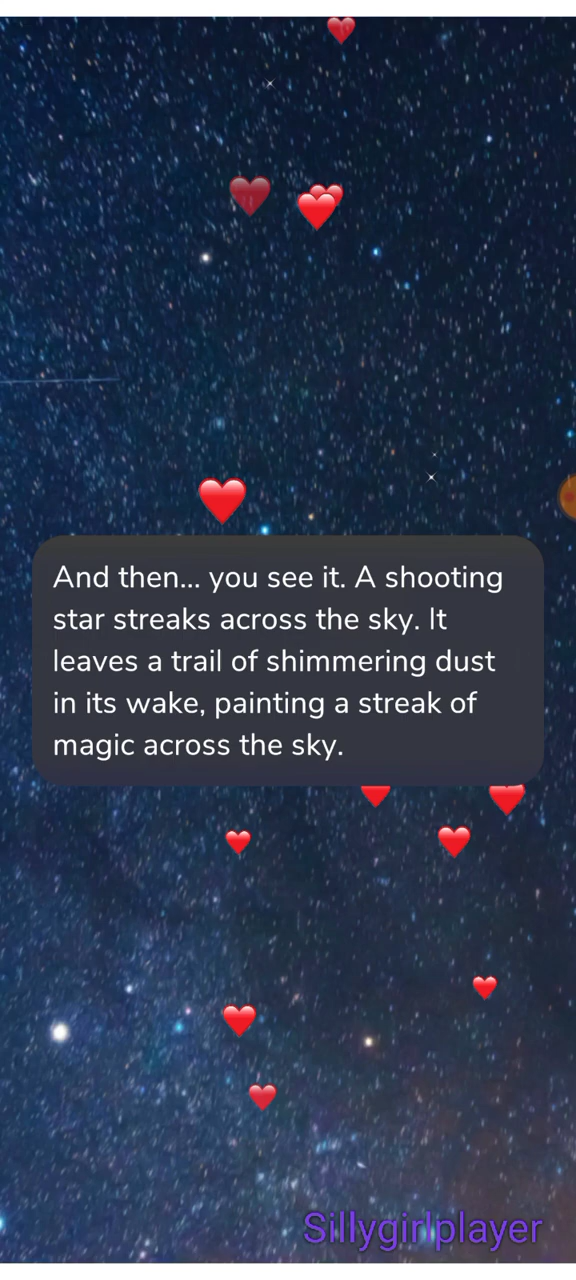 And then... you see it. A shooting
star streaks across the sky. It
leaves a trail of shimmering dust
in its wake, painting a streak of
magic across the sky.
Sillygirlplayer